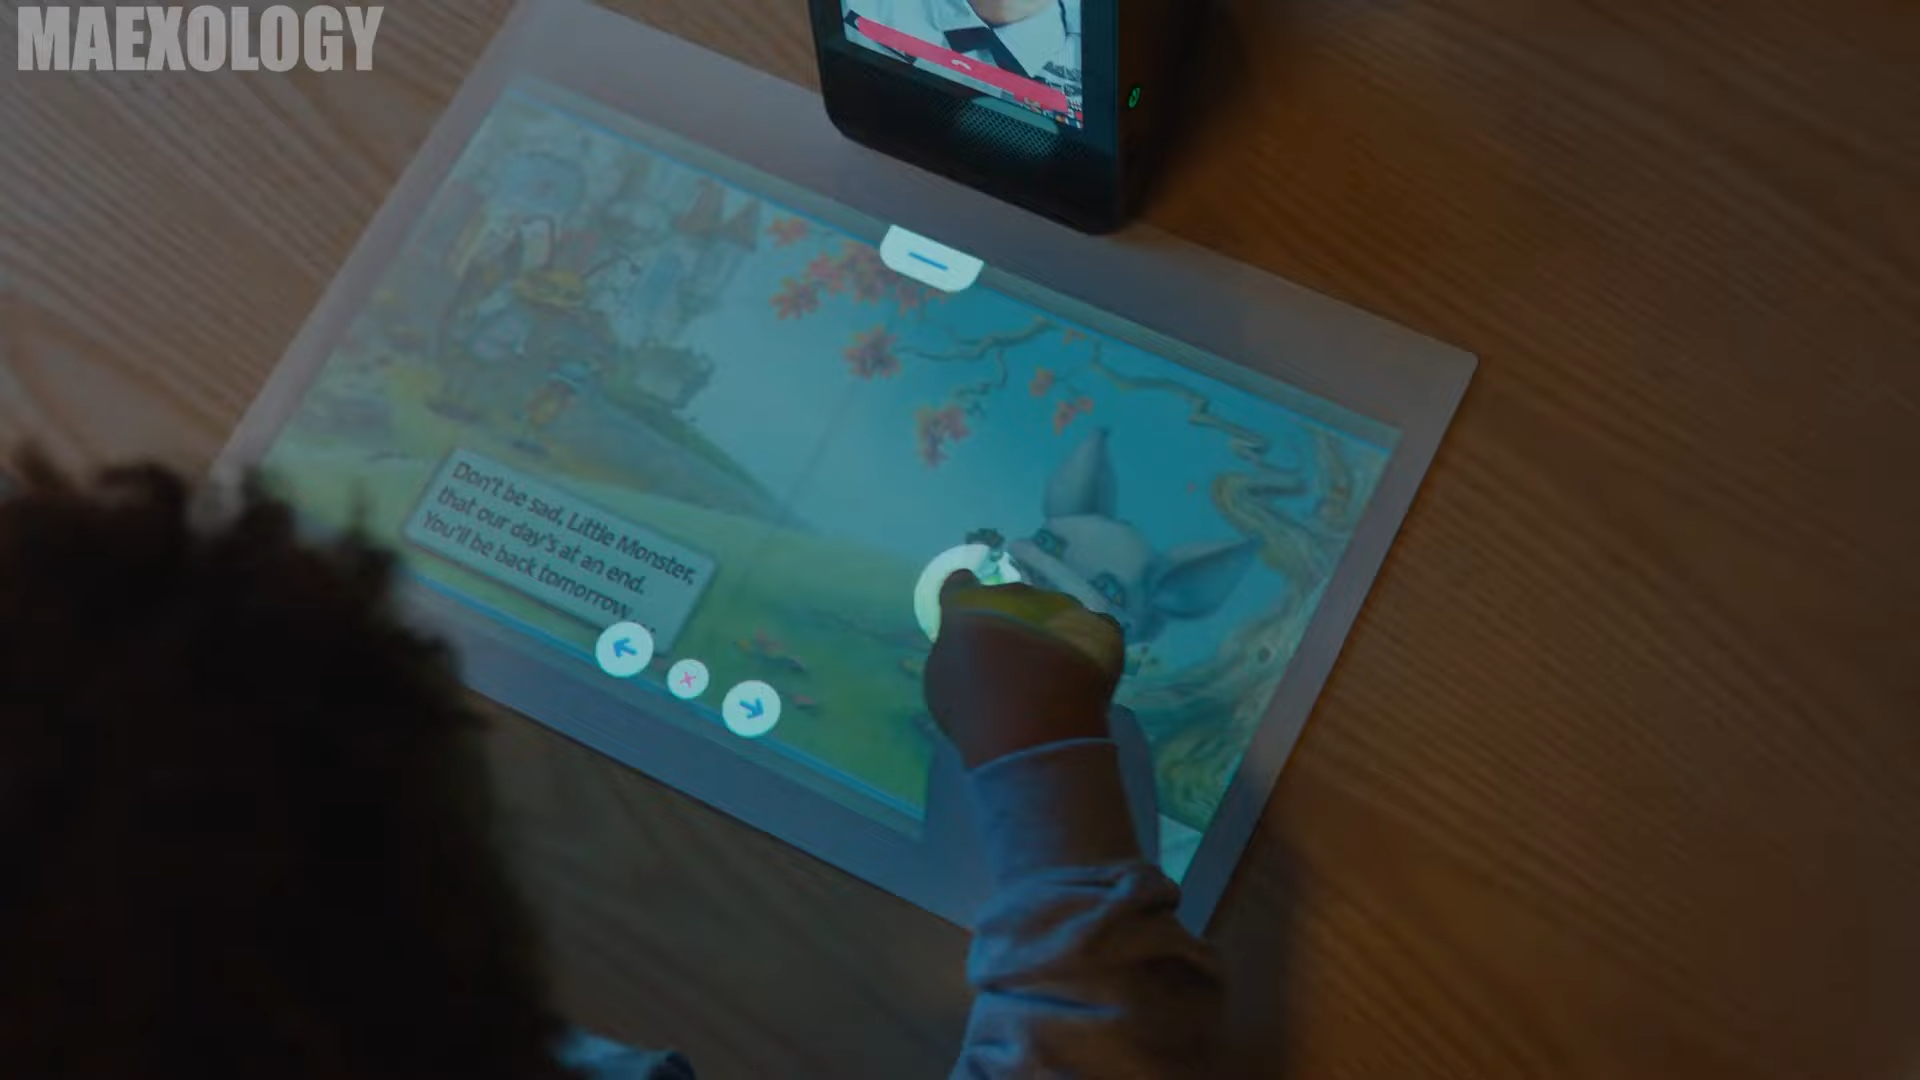 MAEXOLOGY
Don't be sad, Little Monster,
that our day's at an end.
You'll be back tomorrow...